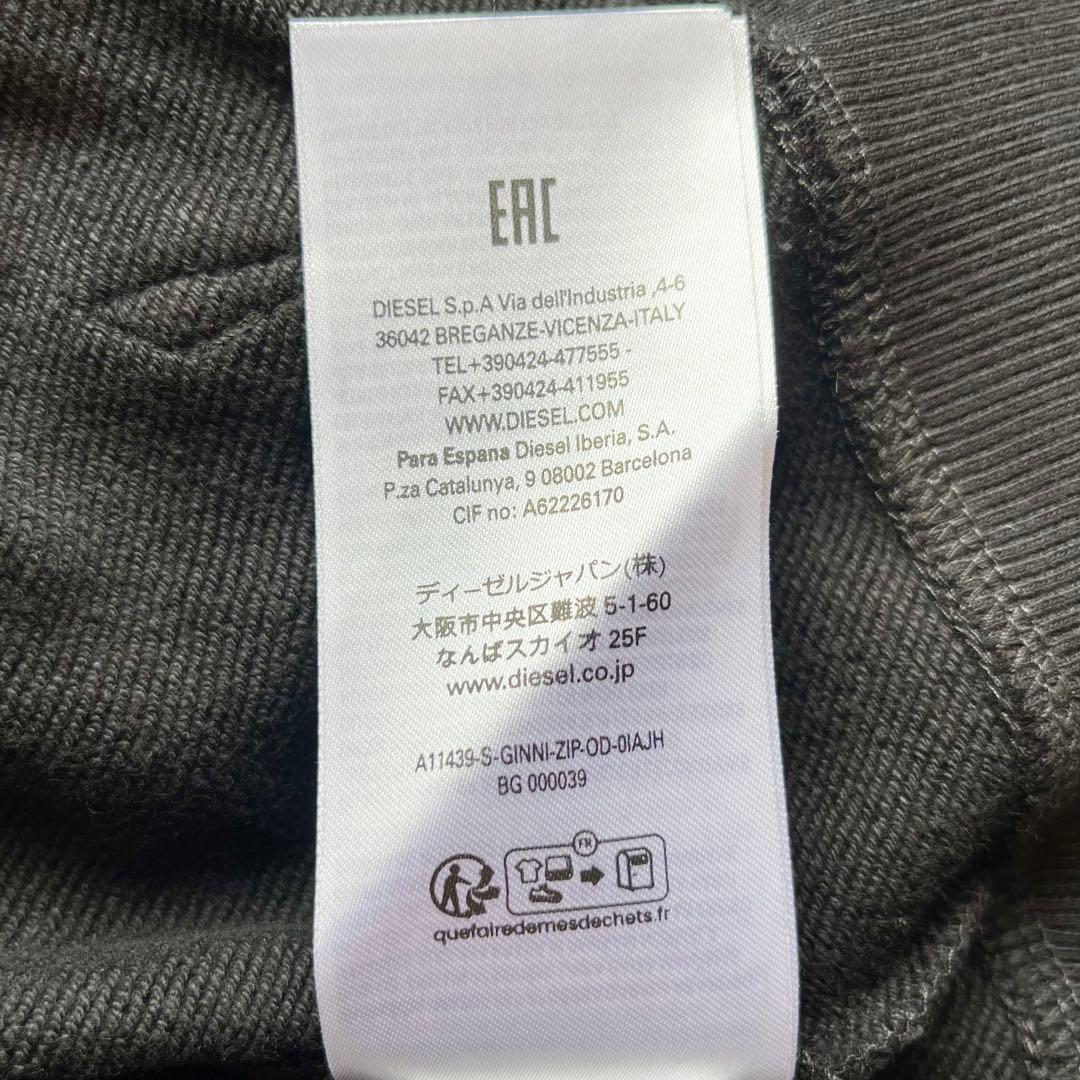 EAC
DIESEL S.p.A Via dell'Industria ,4-6
36042 BREGANZE-VICENZA-ITALY
TEL+390424-477555 -
FAX+390424-411955
WWW.DIESEL.COM
Para Espana Diesel Iberia, S.A.
P.za Catalunya, 9 08002 Barcelona
CIF no: A62226170
ディーゼルジャパン(株)
大阪市中央区難波 5-1-60
なんばスカイオ 25F
www.diesel.co.jp
A11439-S-GINNI-ZIP-OD-0IAJH
BG 000039
FR
quefairedemesdechets.fr